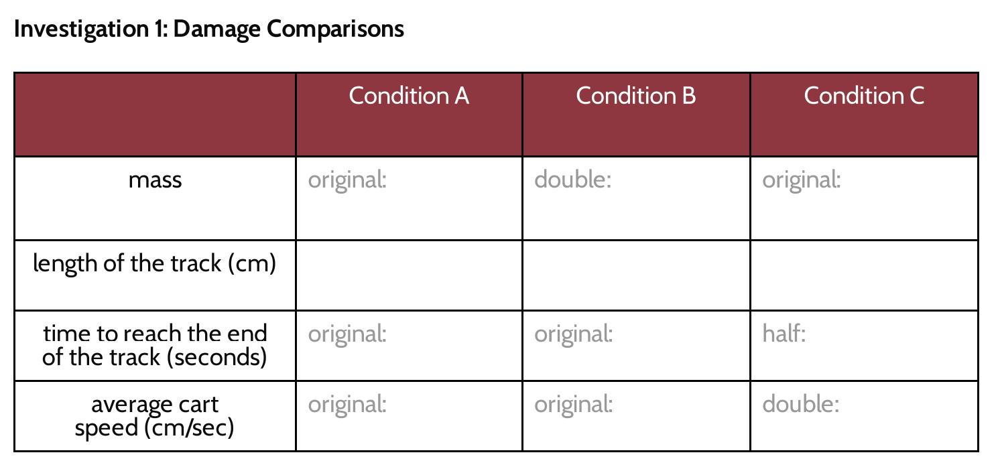 Investigation 1: Damage Comparisons
Condition A
Condition B
Condition C
mass
original:
double:
original:
length of the track (cm)
time to reach the end
of the track (seconds)
original:
original:
half:
average cart
speed (cm/sec)
original:
original:
double: